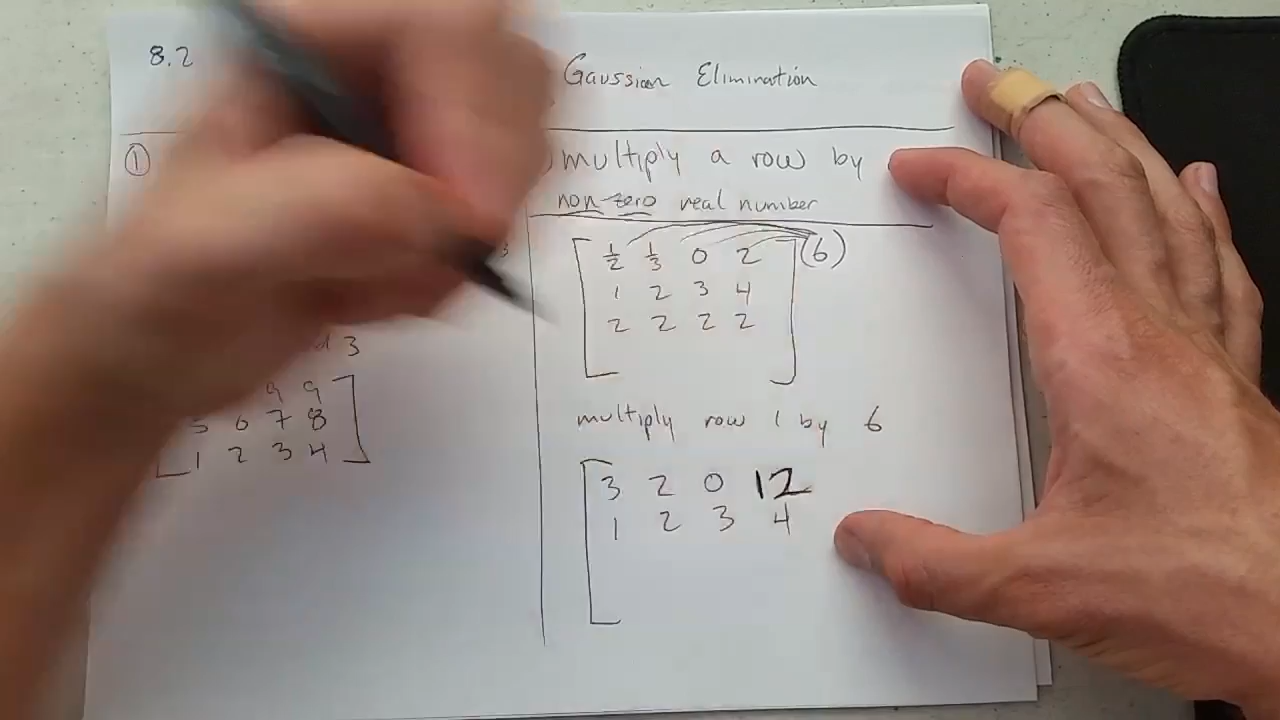 8.2 Gaussian Elimination
①
multiply a row by
non-zero real number
1/2 1/3 0 2 (6)
1 2 3 4
2 2 2 2
multiply row 1 by 6
3 2 0 12
1 2 3 4
3
3
9 9
5 6 7 8
1 2 3 4